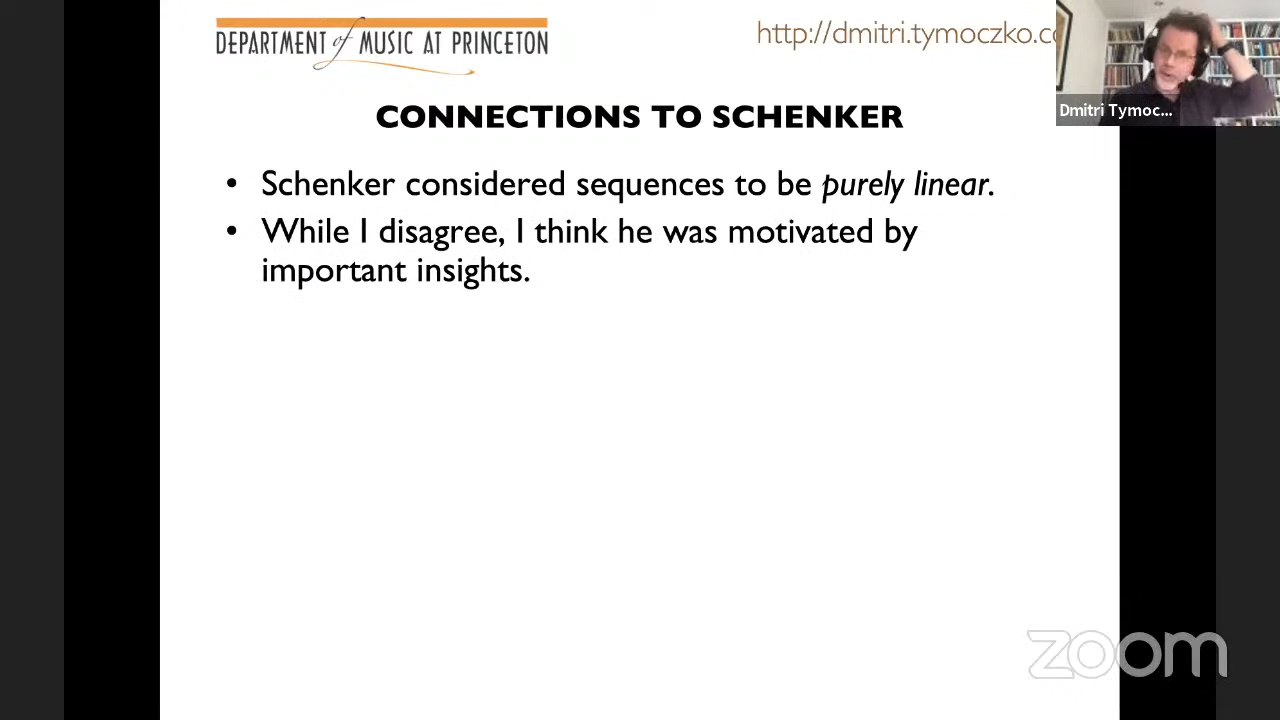 DEPARTMENT of MUSIC AT PRINCETON
http://dmitri.tymoczko.co
Dmitri Tymoc...
CONNECTIONS TO SCHENKER
• Schenker considered sequences to be purely linear.
• While I disagree, I think he was motivated by
important insights.
zoom